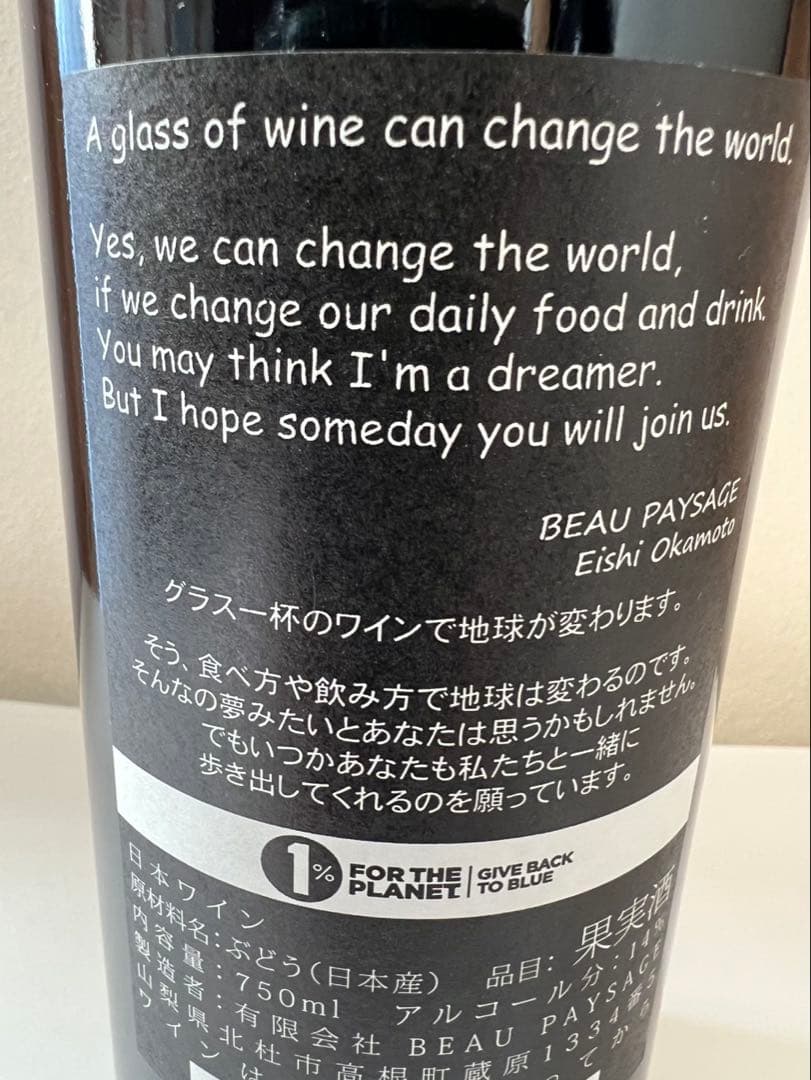 A glass of wine can change the world.
Yes, we can change the world,
if we change our daily food and drink.
You may think I'm a dreamer.
But I hope someday you will join us.
BEAU PAYSAGE
Eishi Okamoto
グラス一杯のワインで地球が変わります。
そう、食べ方や飲み方で地球は変わるのです。
そんなの夢みたいとあなたは思うかもしれません。
でもいつかあなたも私たちと一緒に
歩き出してくれるのを願っています。
1% FOR THE PLANET | GIVE BACK TO BLUE
日本ワイン
品目：果実酒
原材料名：ぶどう（日本産）
アルコール分：14%
内容量：750ml
製造者：有限会社 BEAU PAYSAGE
山梨県北杜市高根町蔵原1334番5
ワインは